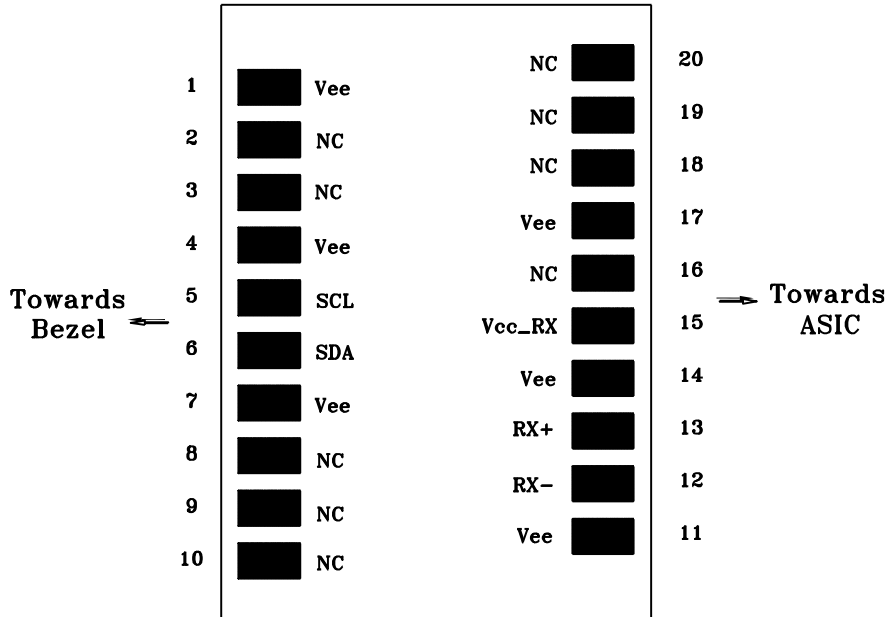 1 Vee
2 NC
3 NC
4 Vee
5 SCL
6 SDA
7 Vee
8 NC
9 NC
10 NC
Towards
Bezel
NC 20
NC 19
NC 18
Vee 17
NC 16
Vcc_RX 15
Vee 14
RX+ 13
RX- 12
Vee 11
Towards
ASIC